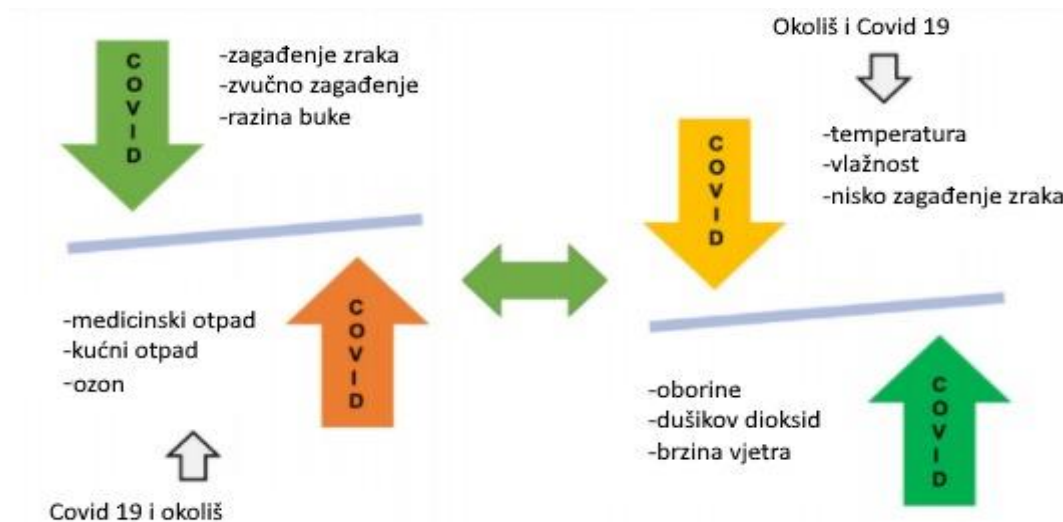 COVID
-zagađenje zraka
-zvučno zagađenje
-razina buke
COVID
-medicinski otpad
-kućni otpad
-ozon
Covid 19 i okoliš
Okoliš i Covid 19
COVID
-temperatura
-vlažnost
-nisko zagađenje zraka
-oborine
-dušikov dioksid
-brzina vjetra
COVID